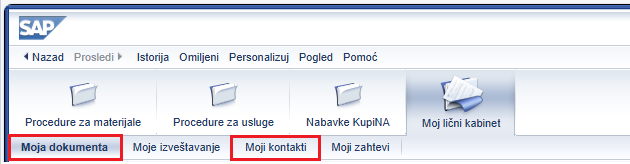 SAP
Nazad Prosledi Istorija Omiljeni Personalizuj Pogled Pomoć
Procedure za materijale Procedure za usluge Nabavke KupiNA Moj lični kabinet
Moja dokumenta Moje izveštavanje Moji kontakti Moji zahtevi